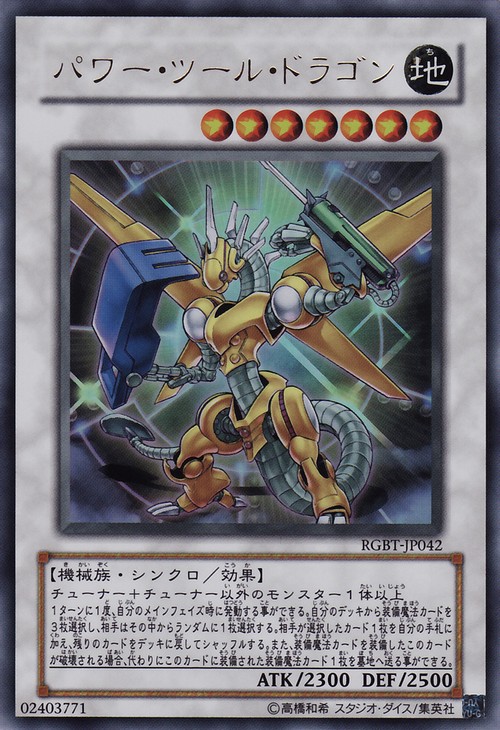 パワー・ツール・ドラゴン
地
RGBT-JP042
【機械族・シンクロ／効果】
チューナー＋チューナー以外のモンスター１体以上
１ターンに１度、自分のメインフェイズ時に発動する事ができる。自分のデッキから装備魔法カードを
３枚選択し、相手はその中からランダムに１枚選択する。相手が選択したカード１枚を自分の手札に
加え、残りのカードをデッキに戻してシャッフルする。また、装備魔法カードを装備したこのカード
が破壊される場合、代わりにこのカードに装備された装備魔法カード１枚を墓地へ送る事ができる。
ATK/2300 DEF/2500
02403771
©高橋和希 スタジオ・ダイス/集英社